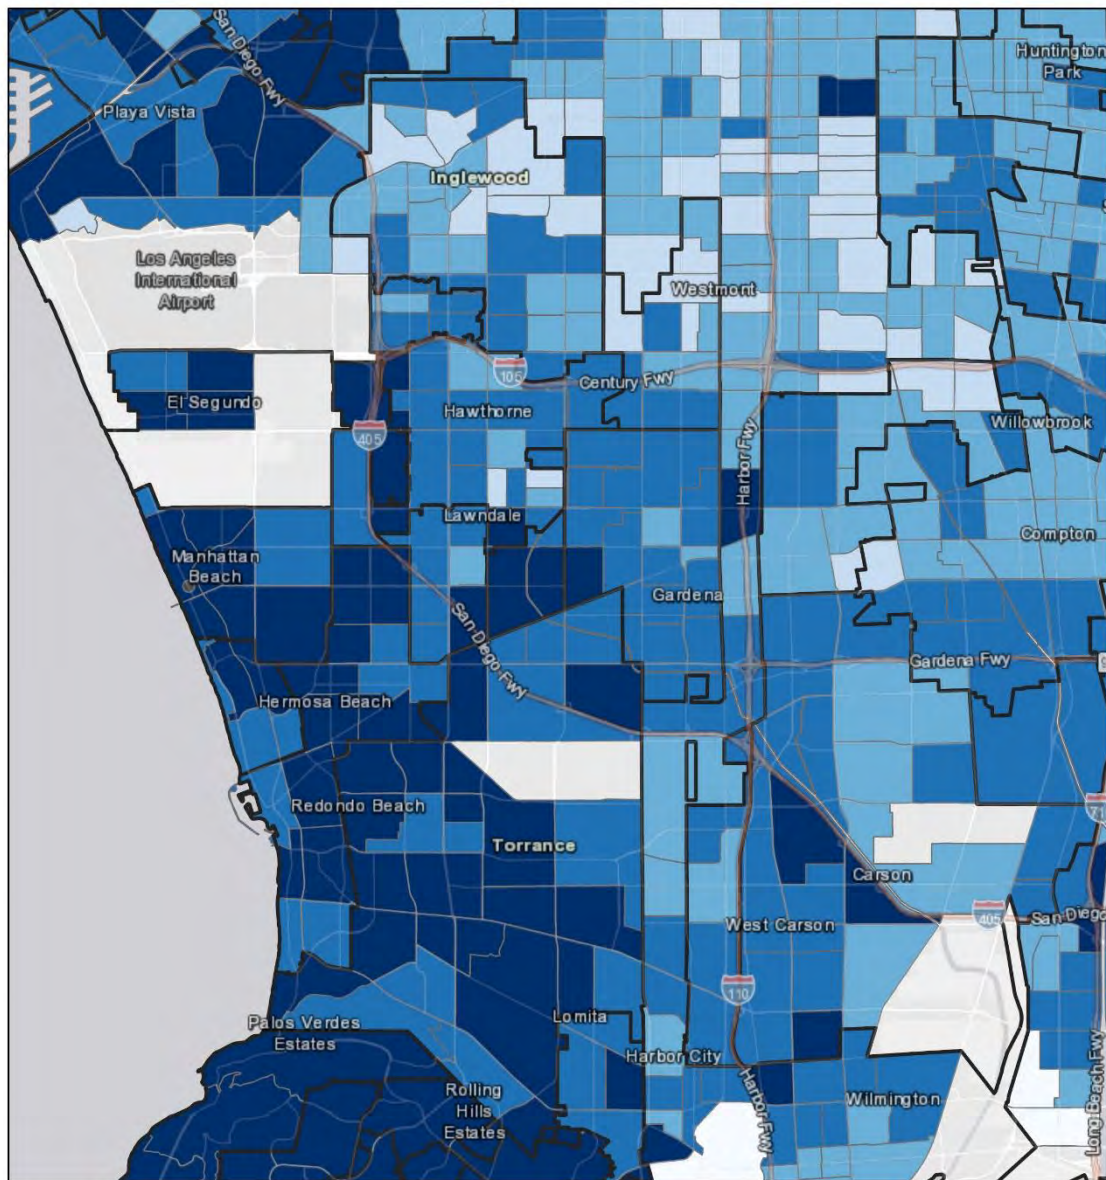 San Diego Fwy
Huntington
Park
Playa Vista
Inglewood
Los Angeles
International
Airport
Westmont
105
Century Fwy
El Segundo
Hawthorne
405
Harbor Fwy
Willowbrook
Lawndale
Compton
Manhattan
Beach
Gardena
San Diego Fwy
Gardena Fwy
9
Hermosa Beach
Redondo Beach
71
Torrance
Carson
West Carson
405
San Diego
110
Lomita
Palos Verdes
Estates
Harbor City
Harbor Fwy
Rolling
Hills
Estates
Wilmington
Long Beach Fwy